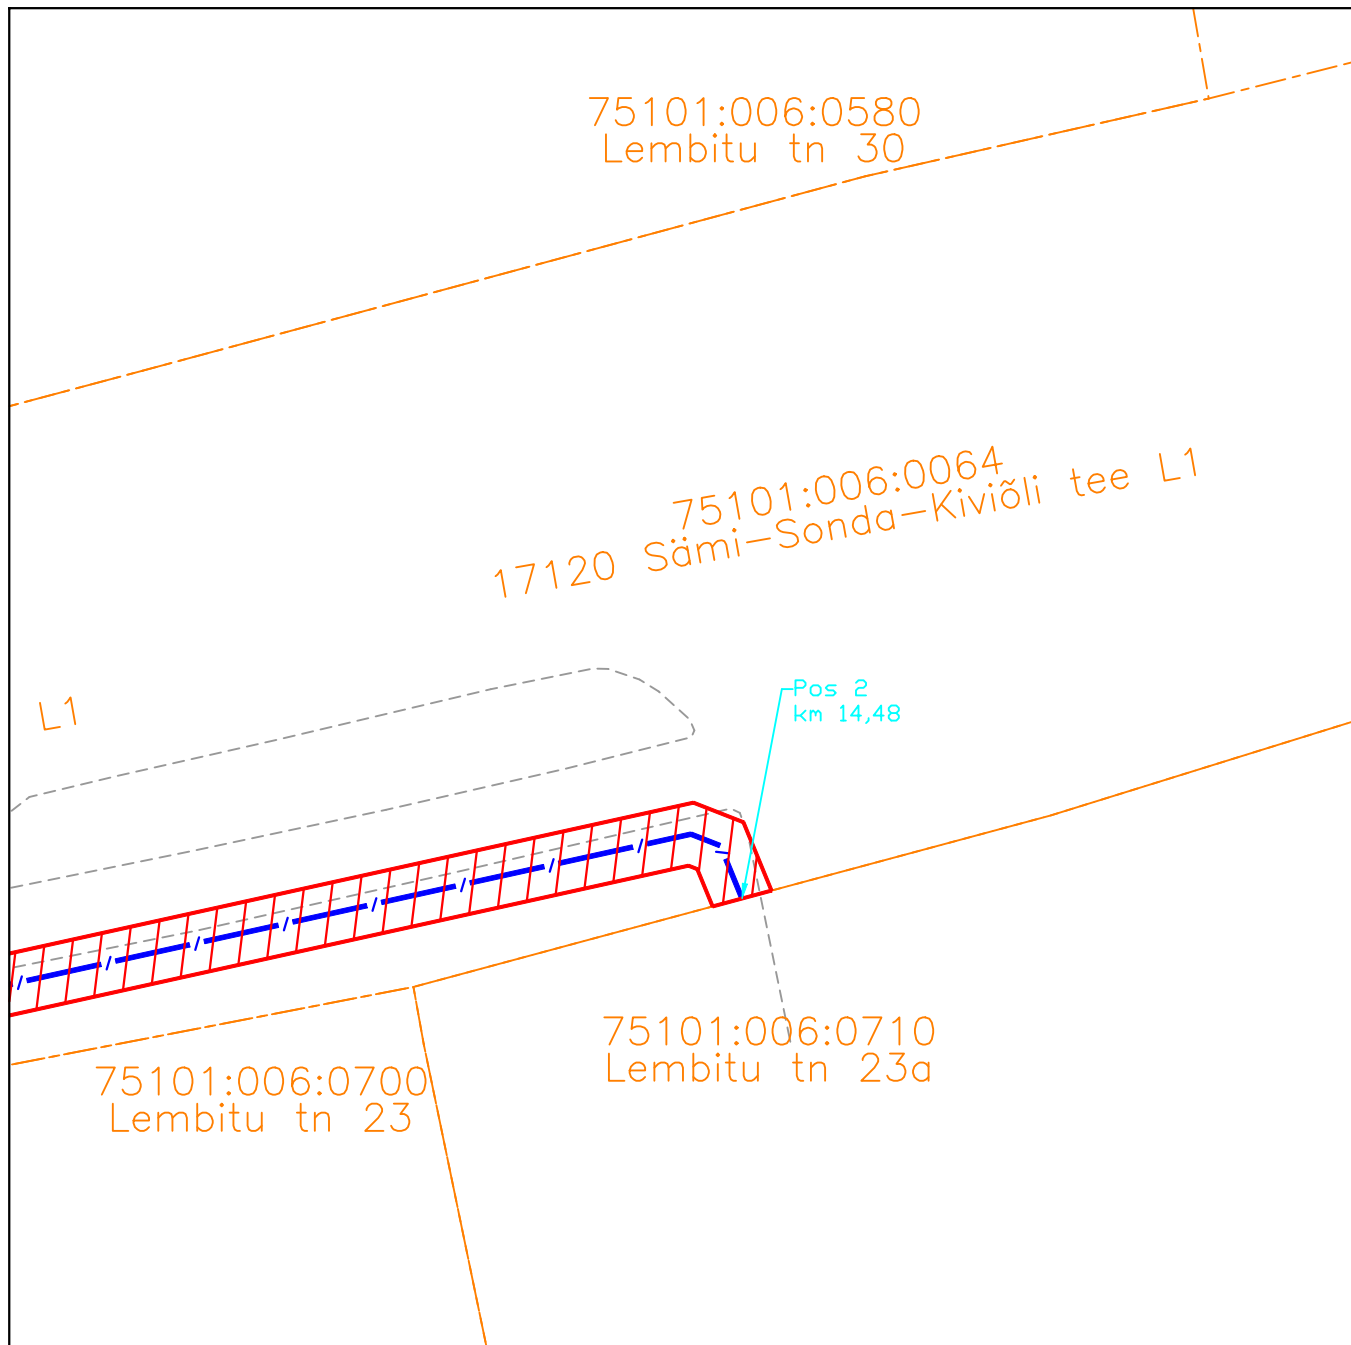 75101:006:0580
Lembitu tn 30
75101:006:0064
17120 Sämi-Sonda-Kiviõli tee L1
L1
Pos 2
km 14,48
75101:006:0710
Lembitu tn 23a
75101:006:0700
Lembitu tn 23